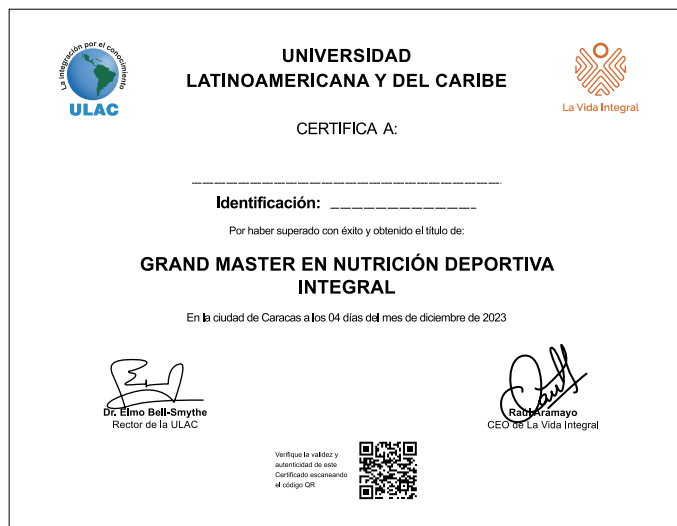 La integración por el conocimiento
ULAC
UNIVERSIDAD
LATINOAMERICANA Y DEL CARIBE
La Vida Integral
CERTIFICA A:
Identificación:
Por haber superado con éxito y obtenido el título de:
GRAND MASTER EN NUTRICIÓN DEPORTIVA
INTEGRAL
En la ciudad de Caracas a los 04 días del mes de diciembre de 2023
Dr. Elmo Bell-Smythe
Rector de la ULAC
Raúl Aramayo
CEO de La Vida Integral
Verifique la validez y
autenticidad de este
Certificado escaneando
el código QR